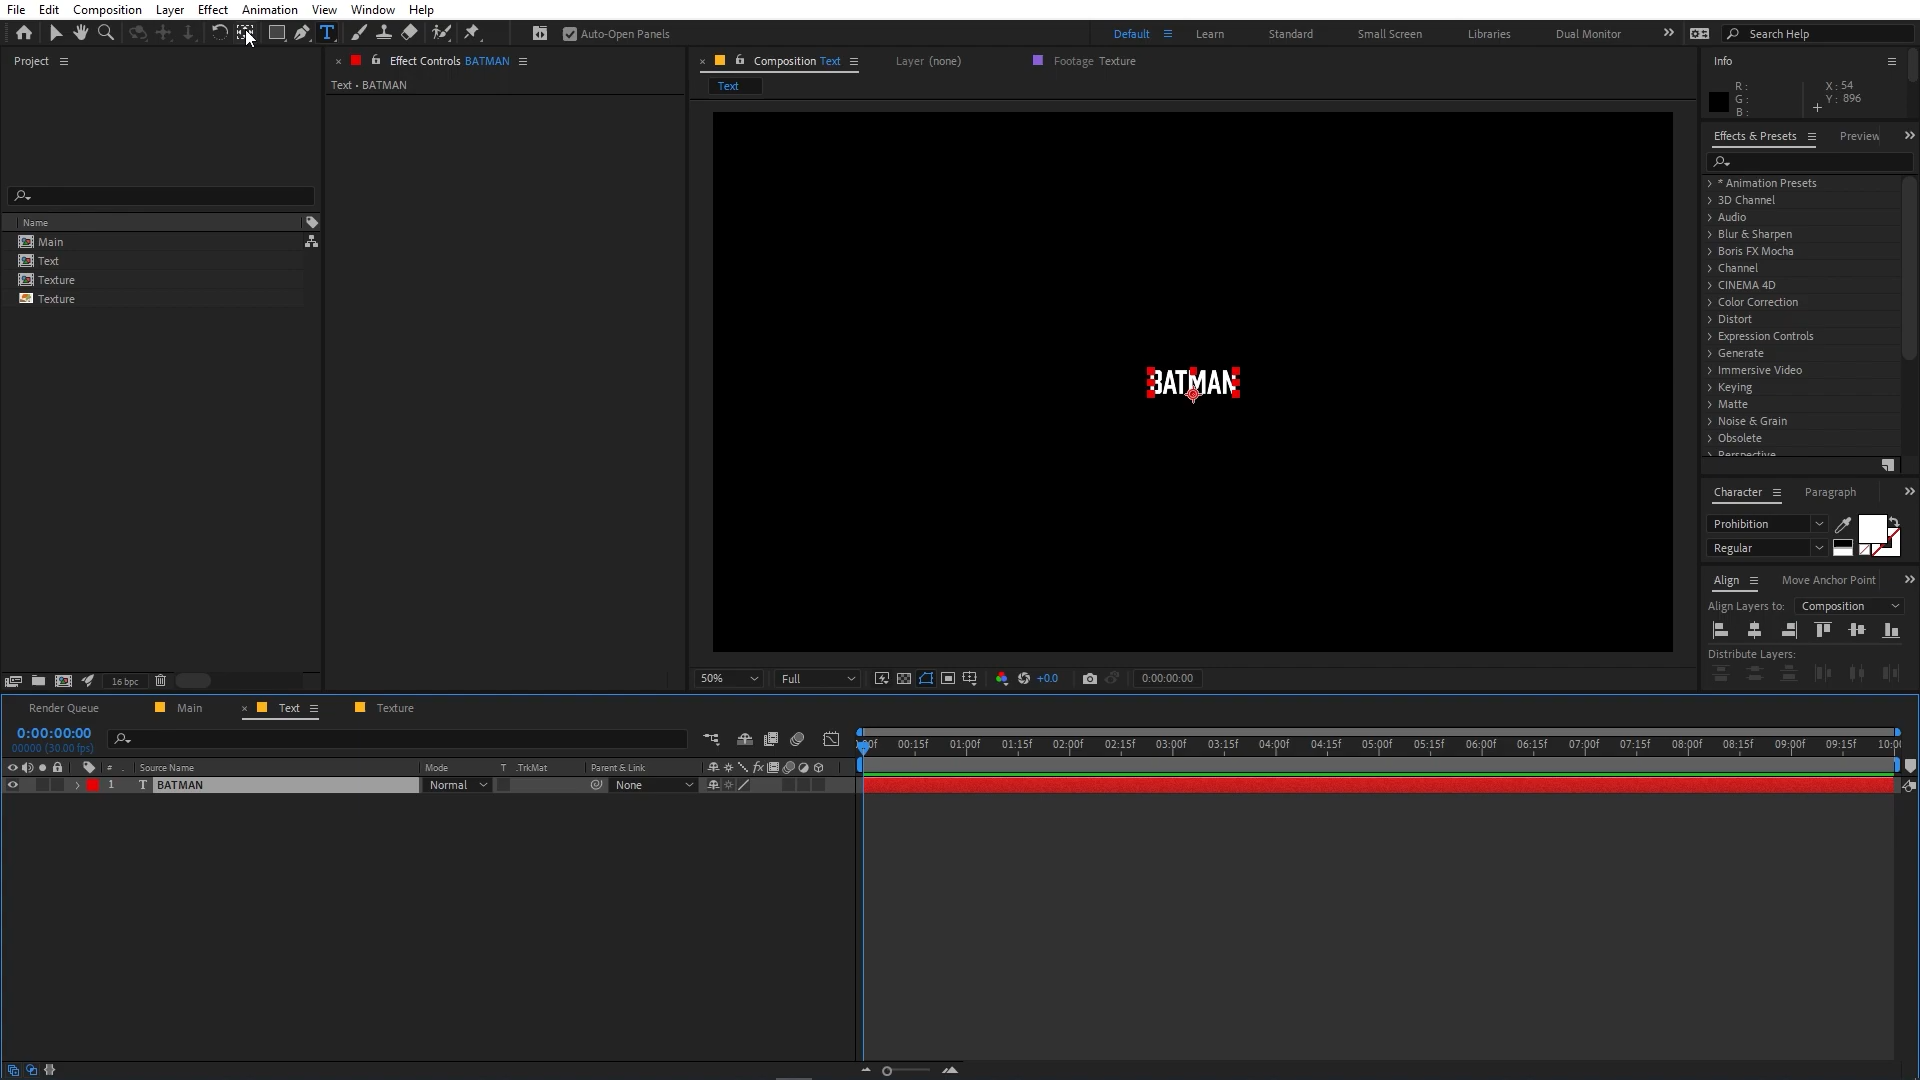 File Edit Composition Layer Effect Animation View Window Help
Auto-Open Panels
Default Learn Standard Small Screen Libraries Dual Monitor
Search Help
Project
Effect Controls BATMAN
Text • BATMAN
Composition Text
Layer (none)
Footage Texture
Text
Info
R :
G :
B :
X : 54
Y : 896
Effects & Presets
Preview
* Animation Presets
3D Channel
Audio
Blur & Sharpen
Boris FX Mocha
Channel
CINEMA 4D
Color Correction
Distort
Expression Controls
Generate
Immersive Video
Keying
Matte
Noise & Grain
Obsolete
Perspective
Name
Main
Text
Texture
Texture
BATMAN
Character
Paragraph
Prohibition
Regular
Align
Move Anchor Point
Align Layers to: Composition
Distribute Layers:
16 bpc
50%
Full
+0.0
0:00:00:00
Render Queue
Main
Text
Texture
0:00:00:00
00000 (30.00 fps)
:00f 00:15f 01:00f 01:15f 02:00f 02:15f 03:00f 03:15f 04:00f 04:15f 05:00f 05:15f 06:00f 06:15f 07:00f 07:15f 08:00f 08:15f 09:00f 09:15f 10:00
# . Source Name Mode T .TrkMat Parent & Link
fx
1 T BATMAN Normal None